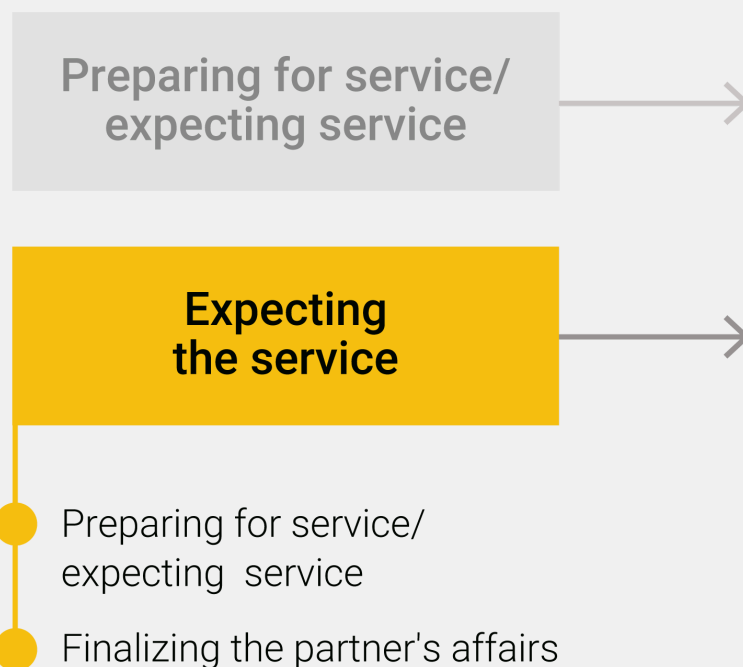 Preparing for service/
expecting service
Expecting
the service
Preparing for service/
expecting  service
Finalizing the partner's affairs